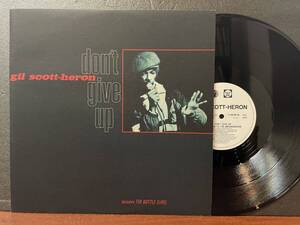 gil scott-heron
don't
give
up
includes THE BOTTLE (LIVE)
SCOTT-HERON